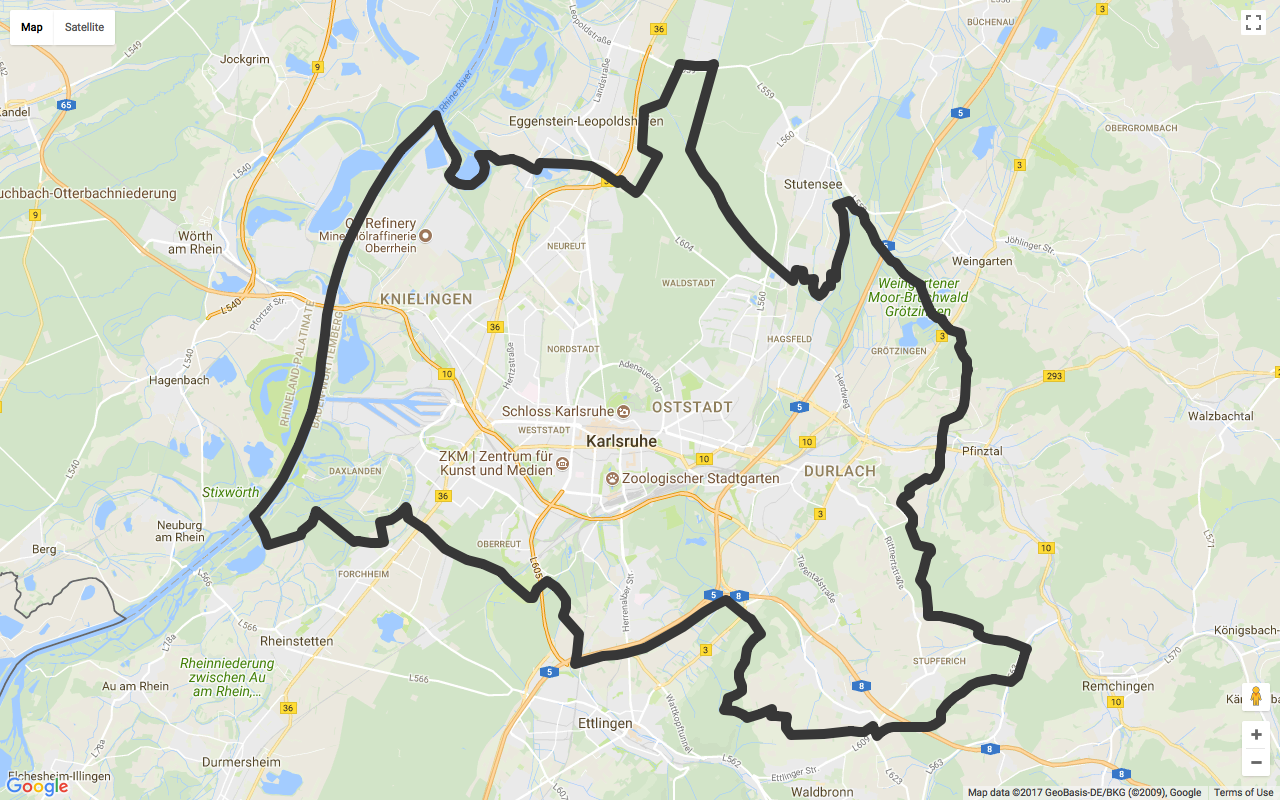 Map Satellite
Leopoldstraße
36
3
BÜCHENAU
L549
Jockgrim
9
Landstraße
L559
65
Kandel
Rhine River
5
Eggenstein-Leopoldshafen
L560
OBERGROMBACH
3
L540
Stutensee
uchbach-Otterbachniederung
9
10
Refinery
Mineralölraffinerie
Oberrhein
Wörth
am Rhein
NEUREUT
L604
5
Jöhlinger Str.
Weingarten
WALDSTADT
Weingartener
Moor-Bruchwald
Grötzingen
L540
Pfortzer Str.
KNIELINGEN
L560
36
RHINELAND-PALATINATE
BADEN-WÜRTTEMBERG
HAGSFELD
3
NORDSTADT
GRÖTZINGEN
L540
Hertzstraße
Adenauerring
Hagenbach
10
Herdweg
293
5
Schloss Karlsruhe
OSTSTADT
Walzbachtal
WESTSTADT
Karlsruhe
10
Pfinztal
ZKM | Zentrum für
Kunst und Medien
10
DAXLANDEN
L540
DURLACH
Zoologischer Stadtgarten
Stixwörth
36
3
Neuburg
am Rhein
Berg
OBERREUT
L605
L571
10
Rittnertstraße
FORCHHEIM
Tiefentalstraße
L566
Herrenalber Str.
5
8
L566
Rheinstetten
L78a
Königsbach-
3
L570
STUPFERICH
Rheinniederung
zwischen Au
am Rhein,...
5
L566
Au am Rhein
8
Remchingen
10
36
Wattkopftunnel
Ettlingen
L609
L78a
8
Durmersheim
L562
L563
Elchesheim-Illingen
Ettlinger Str.
L623
8
Google
L607
Waldbronn
Map data ©2017 GeoBasis-DE/BKG (©2009), Google Terms of Use